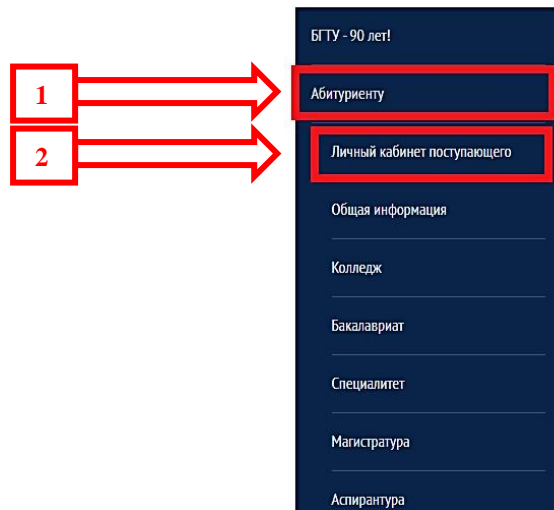 БГТУ - 90 лет!
1
Абитуриенту
2
Личный кабинет поступающего
Общая информация
Колледж
Бакалавриат
Специалитет
Магистратура
Аспирантура